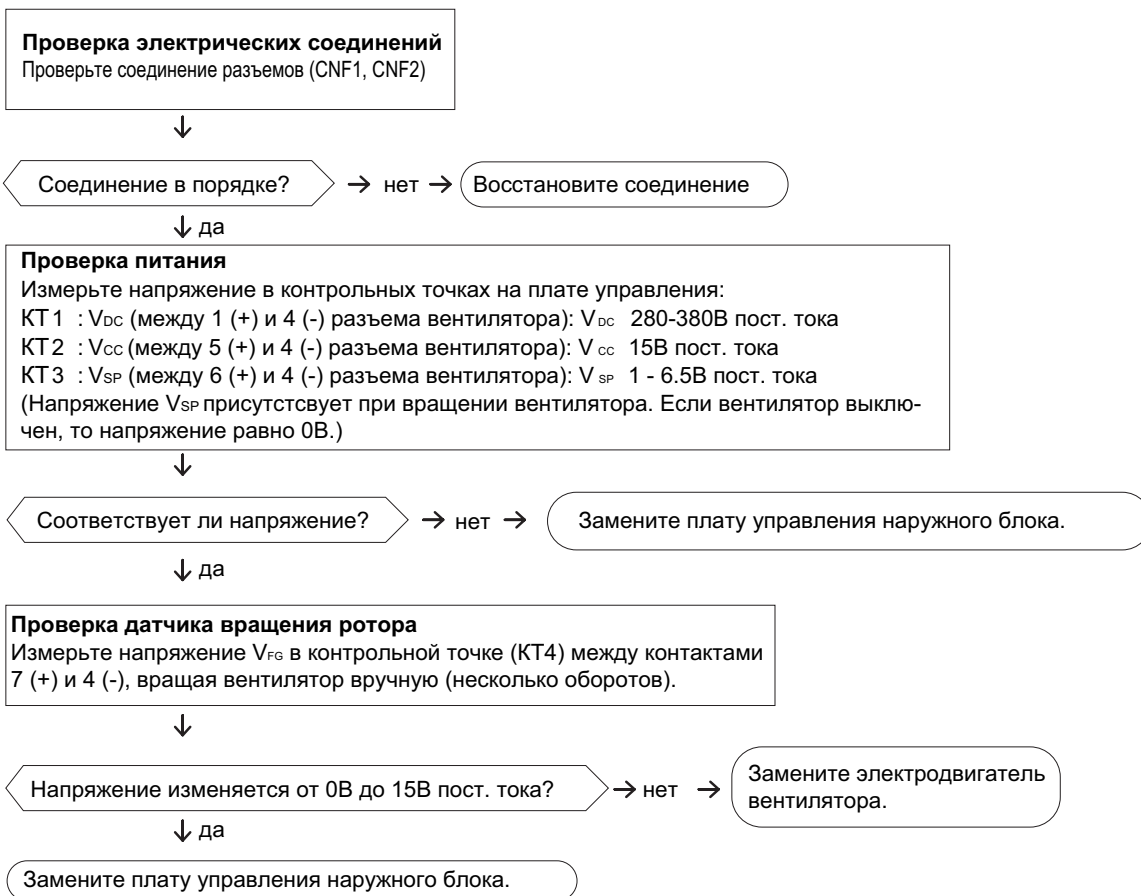 Проверка электрических соединений
Проверьте соединение разъемов (CNF1, CNF2)
Соединение в порядке? → нет → Восстановите соединение
да
Проверка питания
Измерьте напряжение в контрольных точках на плате управления:
КТ1 : VDC (между 1 (+) и 4 (-) разъема вентилятора): VDC 280-380В пост. тока
КТ2 : VCC (между 5 (+) и 4 (-) разъема вентилятора): Vcc 15В пост. тока
КТ3 : VSP (между 6 (+) и 4 (-) разъема вентилятора): VSP 1 - 6.5В пост. тока
(Напряжение VSP присутстсвует при вращении вентилятора. Если вентилятор выклю-
чен, то напряжение равно 0В.)
Соответствует ли напряжение? → нет → Замените плату управления наружного блока.
да
Проверка датчика вращения ротора
Измерьте напряжение VFG в контрольной точке (КТ4) между контактами
7 (+) и 4 (-), вращая вентилятор вручную (несколько оборотов).
Напряжение изменяется от 0В до 15В пост. тока? → нет →
Замените электродвигатель
вентилятора.
да
Замените плату управления наружного блока.